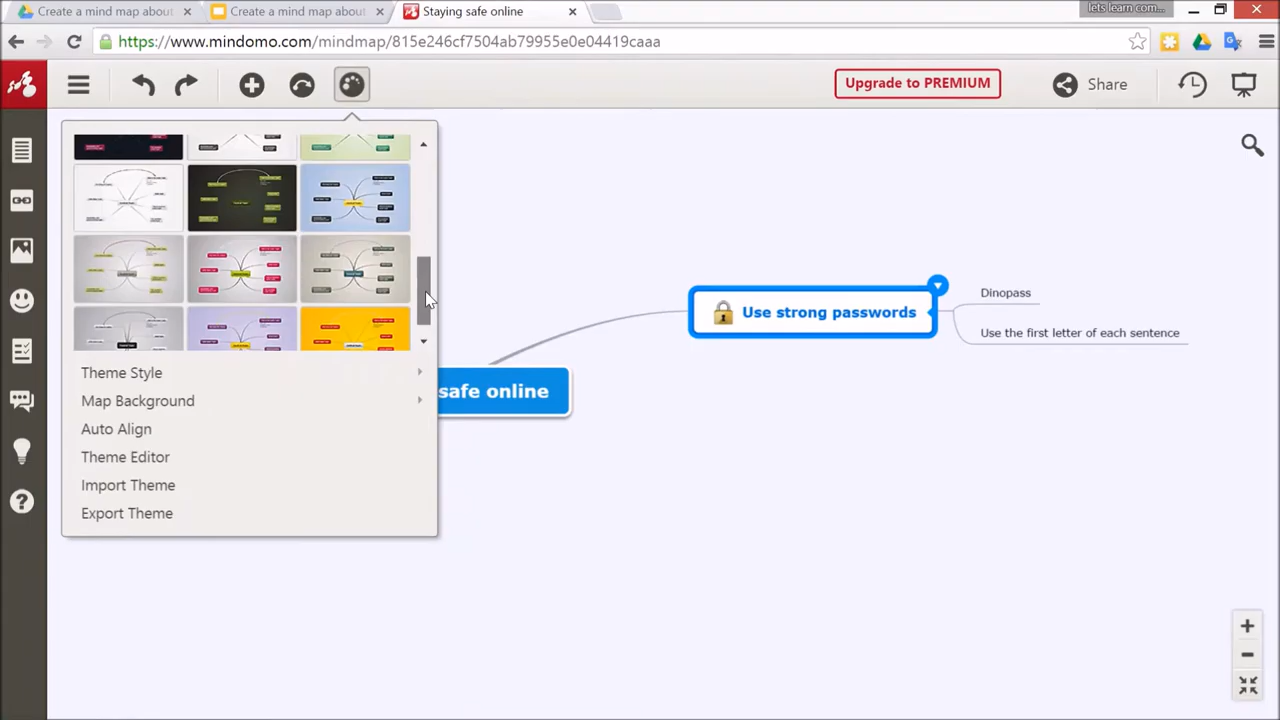 Create a mind map about
Create a mind map about
Staying safe online
lets learn com...
https://www.mindomo.com/mindmap/815e246cf7504ab79955e0e04419caaa
Upgrade to PREMIUM
Share
Use strong passwords
Dinopass
Use the first letter of each sentence
safe online
Theme Style
Map Background
Auto Align
Theme Editor
Import Theme
Export Theme